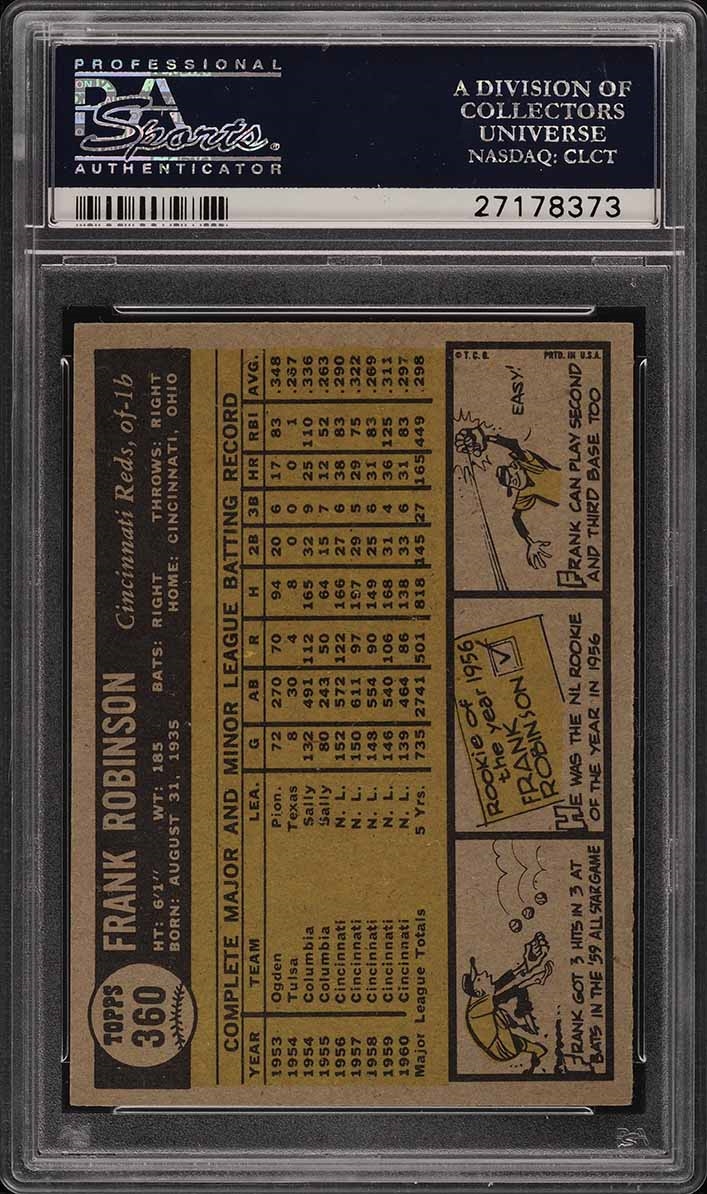 PROFESSIONAL
PSA
Sports
AUTHENTICATOR
A DIVISION OF
COLLECTORS
UNIVERSE
NASDAQ: CLCT
27178373
TOPPS
360
FRANK ROBINSON Cincinnati Reds, of-1b
HT: 6'1" WT: 185 BATS: RIGHT THROWS: RIGHT
BORN: AUGUST 31, 1935 HOME: CINCINNATI, OHIO
COMPLETE MAJOR AND MINOR LEAGUE BATTING RECORD
YEAR TEAM LEA. G AB R H 2B 3B HR RBI AVG.
1953 Ogden Pion. 72 270 70 94 20 6 17 83 .348
1954 Tulsa Texas 8 30 4 8 0 0 0 1 .267
1954 Columbia Sally 132 491 112 165 32 9 25 110 .336
1955 Columbia Sally 80 243 50 64 15 7 12 52 .263
1956 Cincinnati N. L. 152 572 122 166 27 6 38 83 .290
1957 Cincinnati N. L. 150 611 97 197 29 5 29 75 .322
1958 Cincinnati N. L. 148 554 90 149 25 6 31 83 .269
1959 Cincinnati N. L. 146 540 106 168 31 4 36 125 .311
1960 Cincinnati N. L. 139 464 86 138 33 6 31 83 .297
Major League Totals 5 Yrs. 735 2741 501 818 145 27 165 449 .298
FRANK GOT 3 HITS IN 3 AT
BATS IN THE '59 ALL STAR GAME
Rookie of
the year 1956
FRANK
ROBINSON
HE WAS THE NL ROOKIE
OF THE YEAR IN 1956
© T. C. G. PRTD. IN U.S.A.
EASY!
FRANK CAN PLAY SECOND
AND THIRD BASE TOO